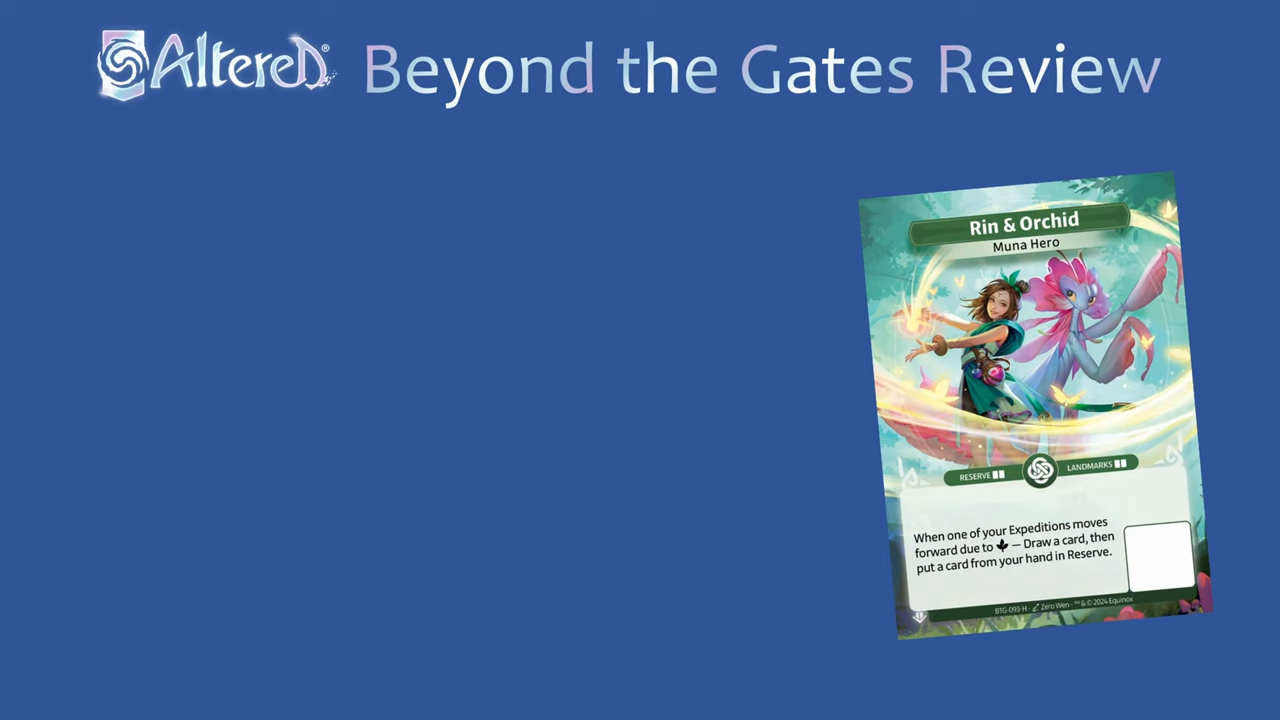 Altered® Beyond the Gates Review
Rin & Orchid
Muna Hero
RESERVE LANDMARKS
When one of your Expeditions moves
forward due to — Draw a card, then
put a card from your hand in Reserve.
BTG-093-H - Zero Wen - ™ & © 2024 Equinox